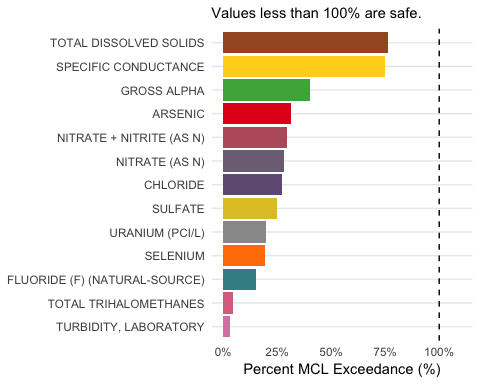 Values less than 100% are safe.
TOTAL DISSOLVED SOLIDS
SPECIFIC CONDUCTANCE
GROSS ALPHA
ARSENIC
NITRATE + NITRITE (AS N)
NITRATE (AS N)
CHLORIDE
SULFATE
URANIUM (PCI/L)
SELENIUM
FLUORIDE (F) (NATURAL-SOURCE)
TOTAL TRIHALOMETHANES
TURBIDITY, LABORATORY
0% 25% 50% 75% 100%
Percent MCL Exceedance (%)